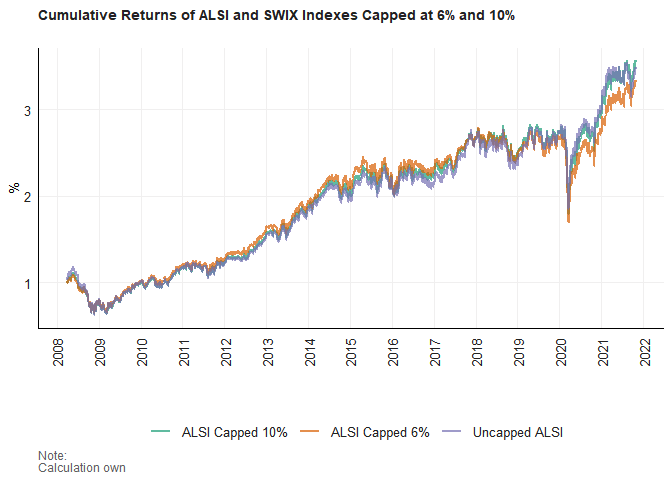 Cumulative Returns of ALSI and SWIX Indexes Capped at 6% and 10%
3
%
2
1
2008 2009 2010 2011 2012 2013 2014 2015 2016 2017 2018 2019 2020 2021 2022
ALSI Capped 10% ALSI Capped 6% Uncapped ALSI
Note:
Calculation own